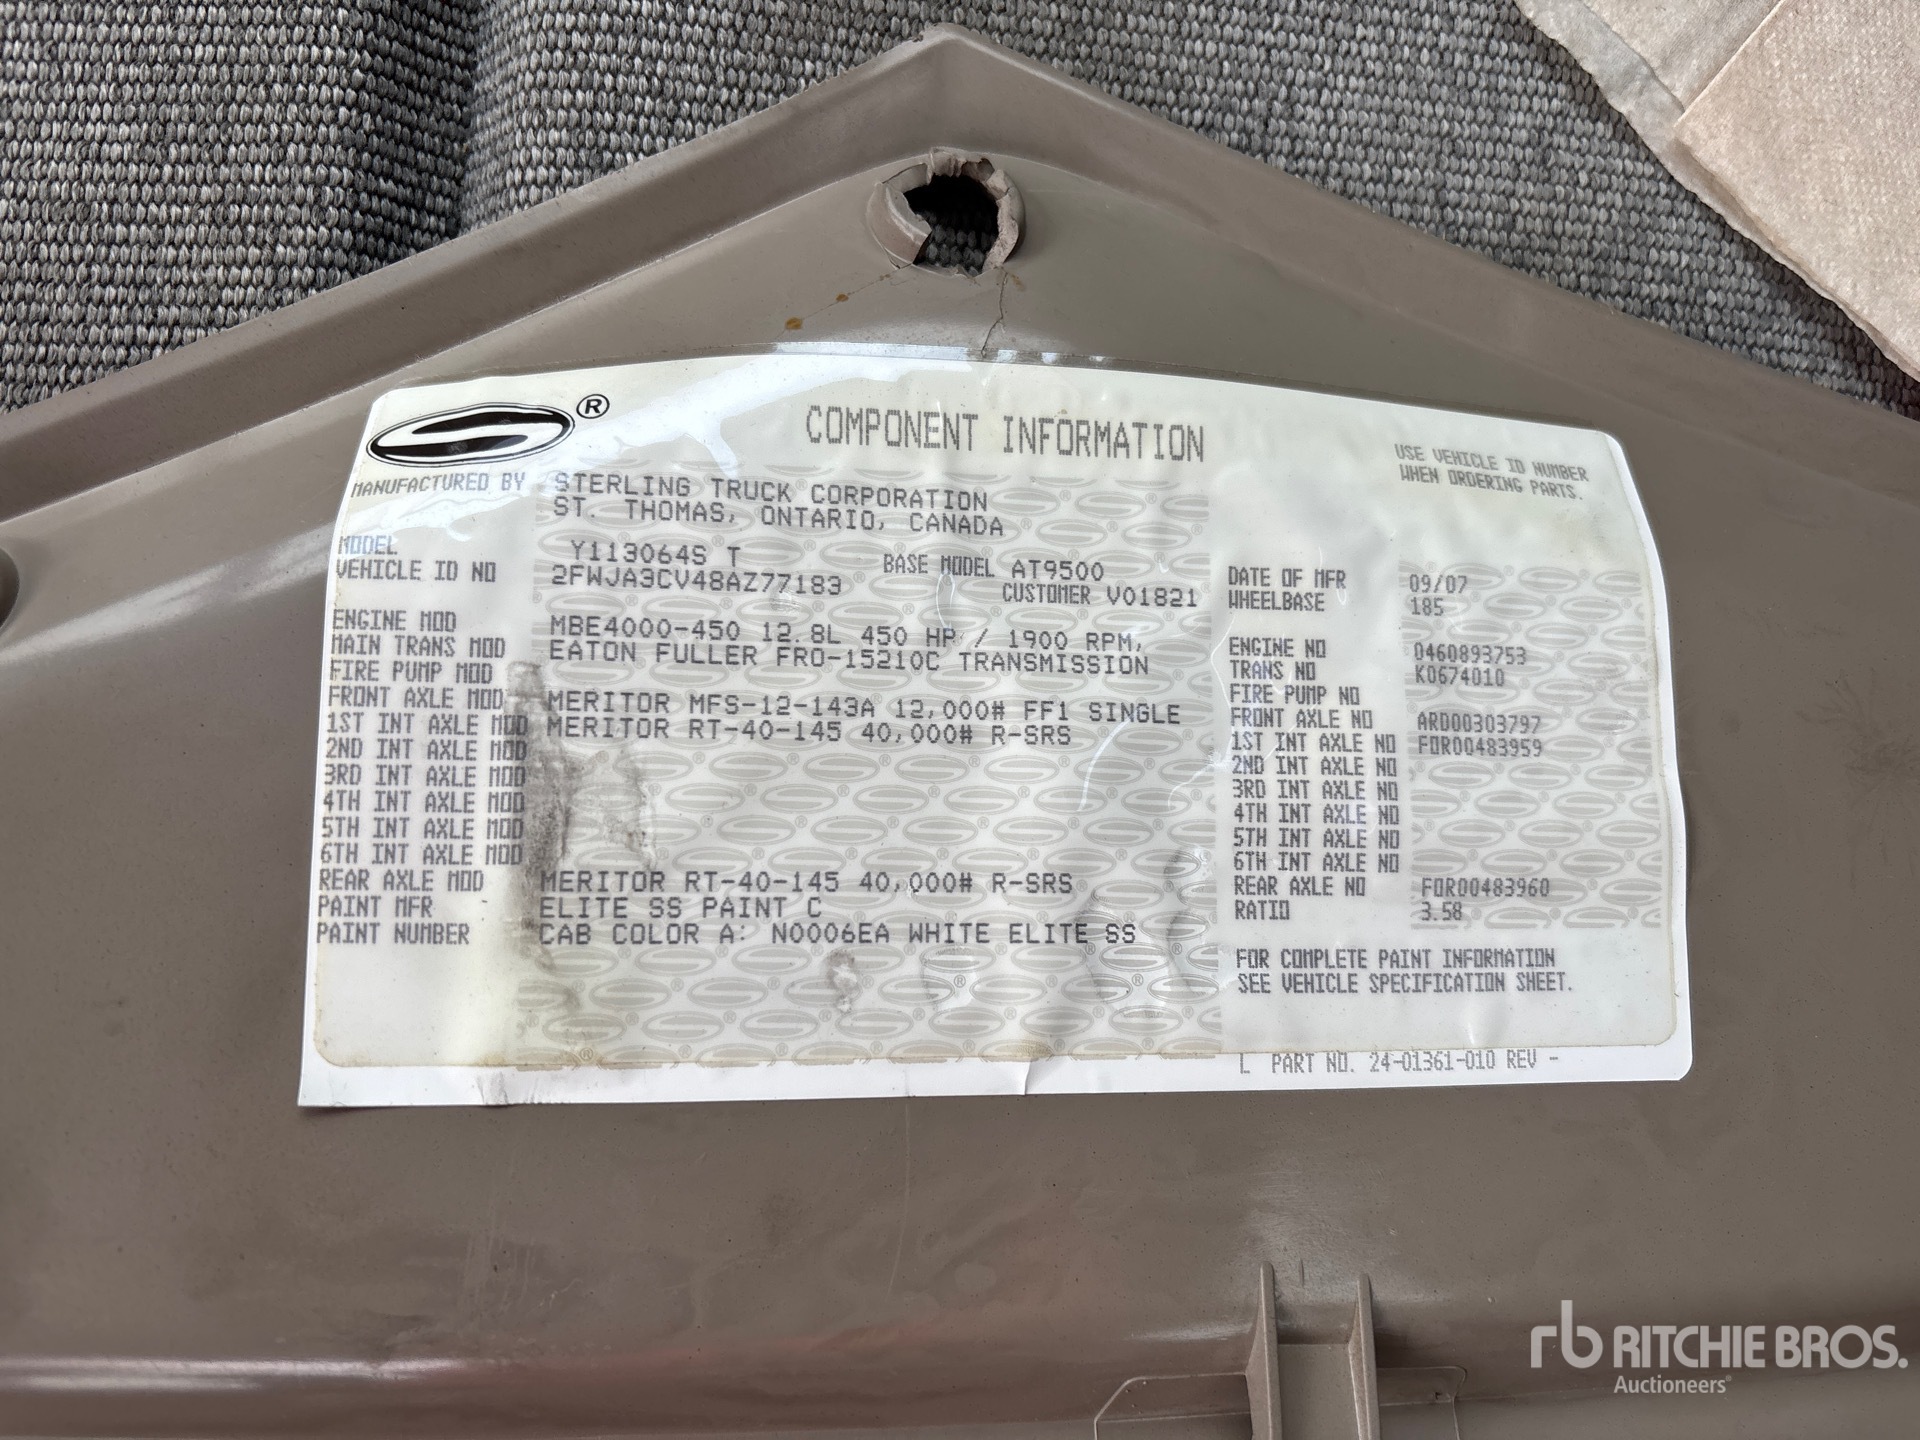 ®
COMPONENT INFORMATION
USE VEHICLE ID NUMBER
WHEN ORDERING PARTS.
MANUFACTURED BY STERLING TRUCK CORPORATION
ST. THOMAS, ONTARIO, CANADA
MODEL Y113064S T BASE MODEL AT9500
VEHICLE ID NO 2FWJA3CV48AZ77183 CUSTOMER V01821
DATE OF MFR 09/07
WHEELBASE 185
ENGINE MOD MBE4000-450 12.8L 450 HP / 1900 RPM,
MAIN TRANS MOD EATON FULLER FRO-15210C TRANSMISSION
FIRE PUMP MOD
FRONT AXLE MOD MERITOR MFS-12-143A 12,000# FF1 SINGLE
1ST INT AXLE MOD MERITOR RT-40-145 40,000# R-SRS
2ND INT AXLE MOD
3RD INT AXLE MOD
4TH INT AXLE MOD
5TH INT AXLE MOD
6TH INT AXLE MOD
REAR AXLE MOD MERITOR RT-40-145 40,000# R-SRS
PAINT MFR ELITE SS PAINT C
PAINT NUMBER CAB COLOR A: N0006EA WHITE ELITE SS
ENGINE NO 0460893753
TRANS NO K0674010
FIRE PUMP NO
FRONT AXLE NO ARD00303797
1ST INT AXLE NO FOR00483959
2ND INT AXLE NO
3RD INT AXLE NO
4TH INT AXLE NO
5TH INT AXLE NO
6TH INT AXLE NO
REAR AXLE NO FOR00483960
RATIO 3.58
FOR COMPLETE PAINT INFORMATION
SEE VEHICLE SPECIFICATION SHEET.
L PART NO. 24-01361-010 REV -
rb RITCHIE BROS.
Auctioneers®